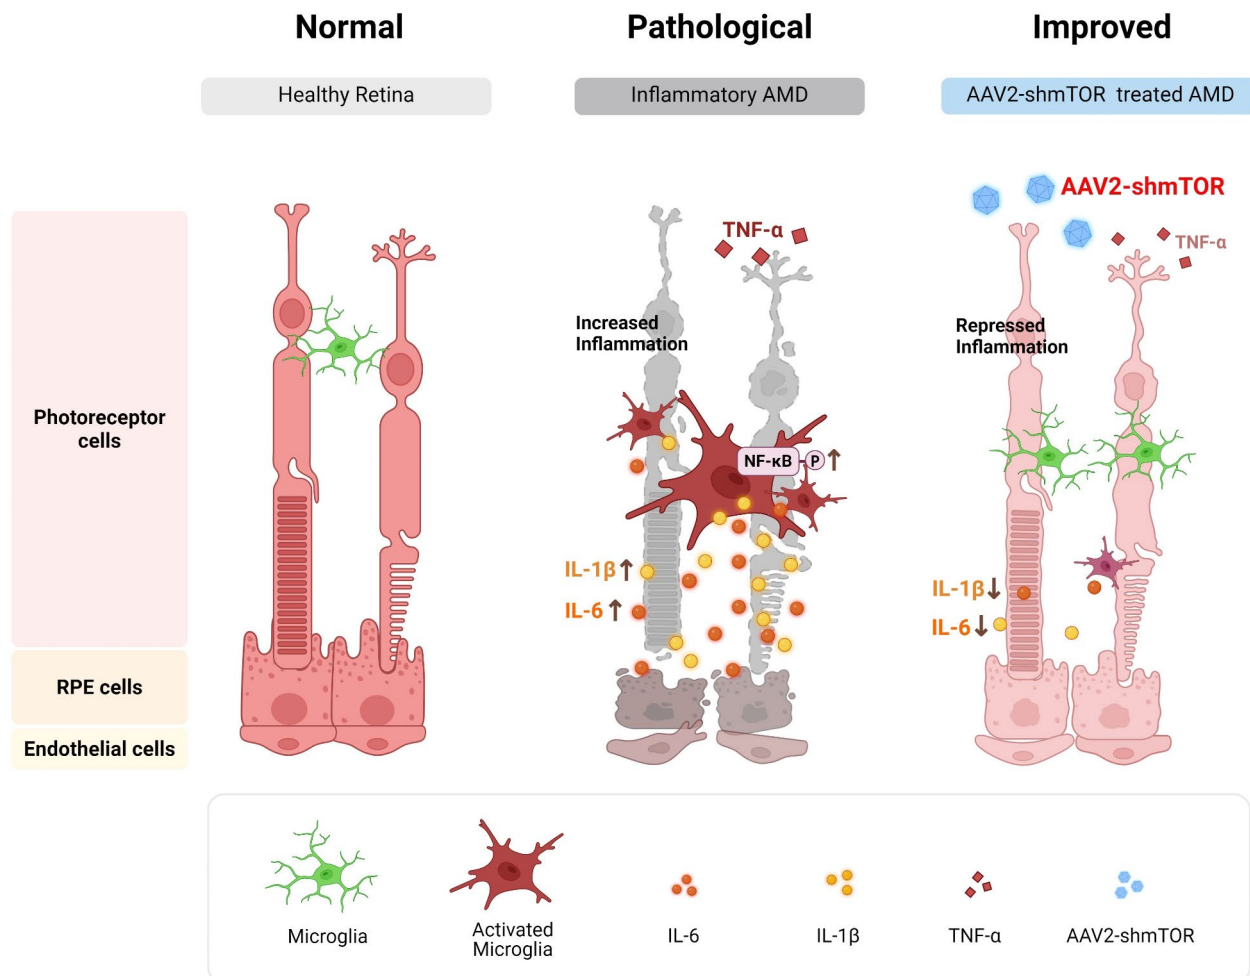 Normal
Pathological
Improved
Healthy Retina
Inflammatory AMD
AAV2-shmTOR treated AMD
AAV2-shmTOR
TNF-α
TNF-α
Increased
Inflammation
Repressed
Inflammation
Photoreceptor
cells
NF-κB P ↑
IL-1β ↑
IL-6 ↑
IL-1β ↓
IL-6 ↓
RPE cells
Endothelial cells
Microglia
Activated
Microglia
IL-6
IL-1β
TNF-α
AAV2-shmTOR